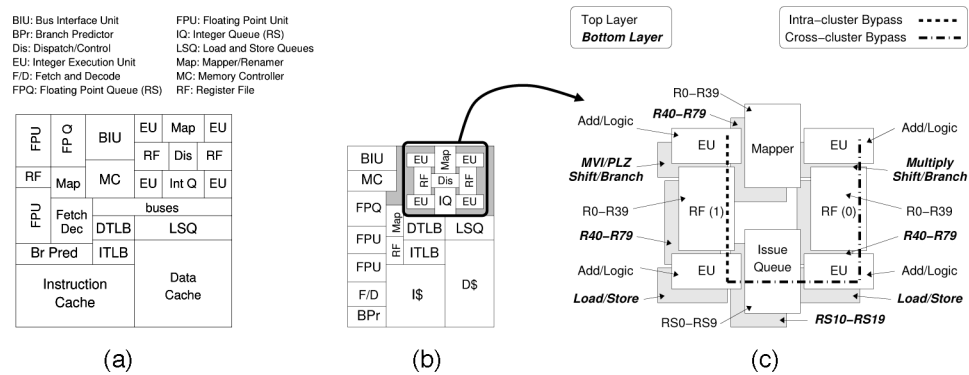 BIU: Bus Interface Unit
BPr: Branch Predictor
Dis: Dispatch/Control
EU: Integer Execution Unit
F/D: Fetch and Decode
FPQ: Floating Point Queue (RS)
FPU: Floating Point Unit
IQ: Integer Queue (RS)
LSQ: Load and Store Queues
Map: Mapper/Renamer
MC: Memory Controller
RF: Register File
FPU
FP Q
BIU
EU
Map
EU
RF
Dis
RF
RF
Map
MC
EU
Int Q
EU
FPU
Fetch
Dec
buses
DTLB
LSQ
Br Pred
ITLB
Instruction
Cache
Data
Cache
(a)
BIU
MC
FPQ
FPU
FPU
F/D
BPr
EU
Map
EU
RF
Dis
RF
EU
IQ
EU
Map
RF
DTLB
LSQ
ITLB
I$
D$
(b)
Top Layer
Bottom Layer
Intra-cluster Bypass
Cross-cluster Bypass
R0-R39
R40-R79
Add/Logic
EU
Mapper
EU
Add/Logic
MVI/PLZ
Shift/Branch
Multiply
Shift/Branch
R0-R39
RF (1)
RF (0)
R0-R39
R40-R79
R40-R79
Issue
Queue
Add/Logic
EU
EU
Add/Logic
Load/Store
Load/Store
RS0-RS9
RS10-RS19
(c)